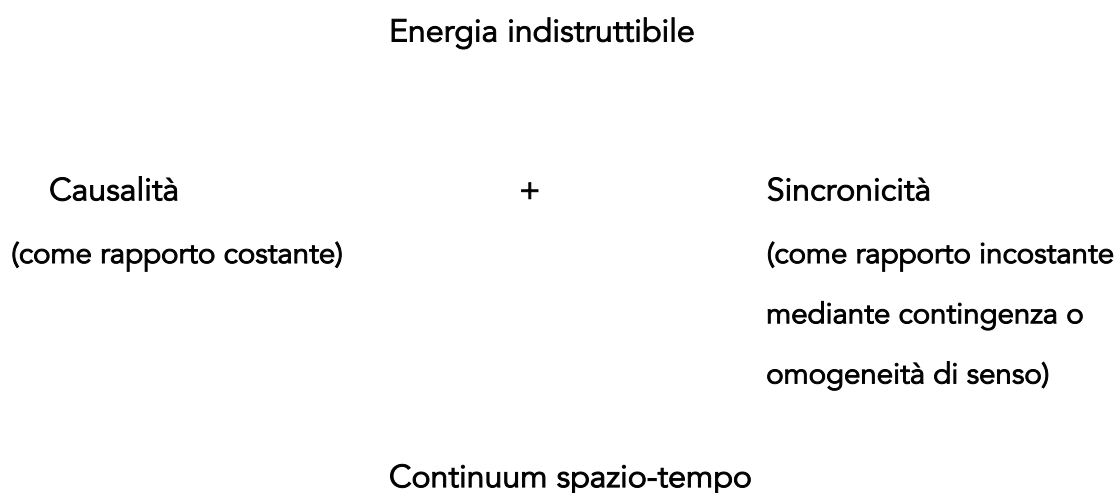 Energia indistruttibile
Causalità + Sincronicità
(come rapporto costante) (come rapporto incostante
mediante contingenza o
omogeneità di senso)
Continuum spazio-tempo